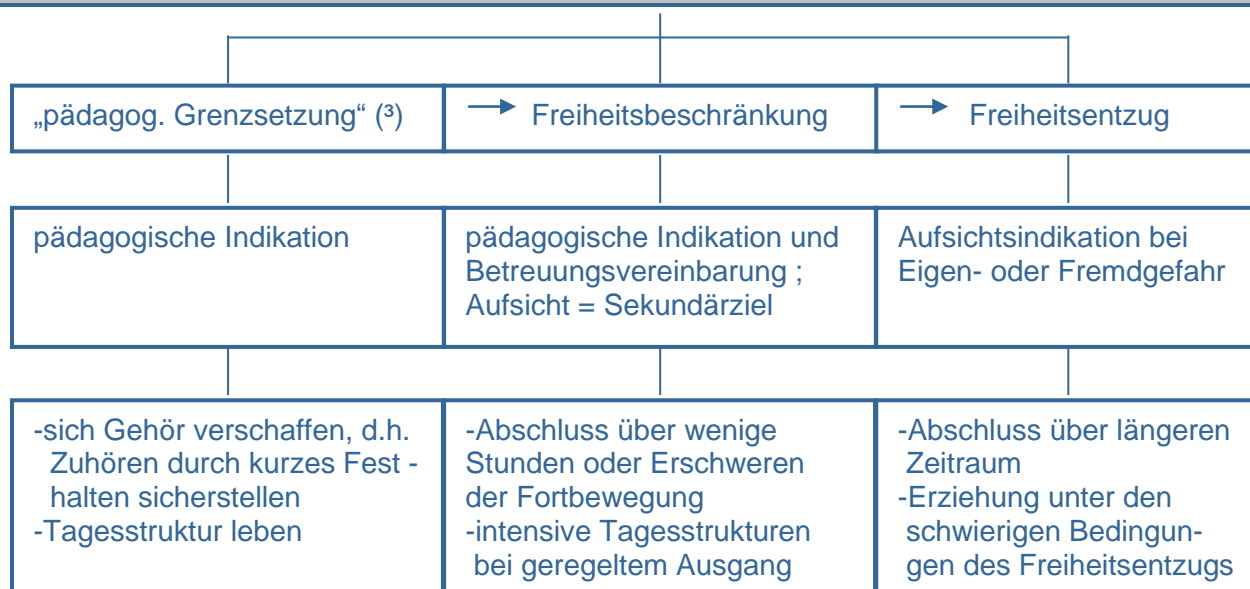 „pädagog. Grenzsetzung“ (³)
Freiheitsbeschränkung
Freiheitsentzug
pädagogische Indikation
pädagogische Indikation und
Betreuungsvereinbarung ;
Aufsicht = Sekundärziel
Aufsichtsindikation bei
Eigen- oder Fremdgefahr
-sich Gehör verschaffen, d.h.
Zuhören durch kurzes Fest -
halten sicherstellen
-Tagesstruktur leben
-Abschluss über wenige
Stunden oder Erschweren
der Fortbewegung
-intensive Tagesstrukturen
bei geregeltem Ausgang
-Abschluss über längeren
Zeitraum
-Erziehung unter den
schwierigen Bedingun-
gen des Freiheitsentzugs